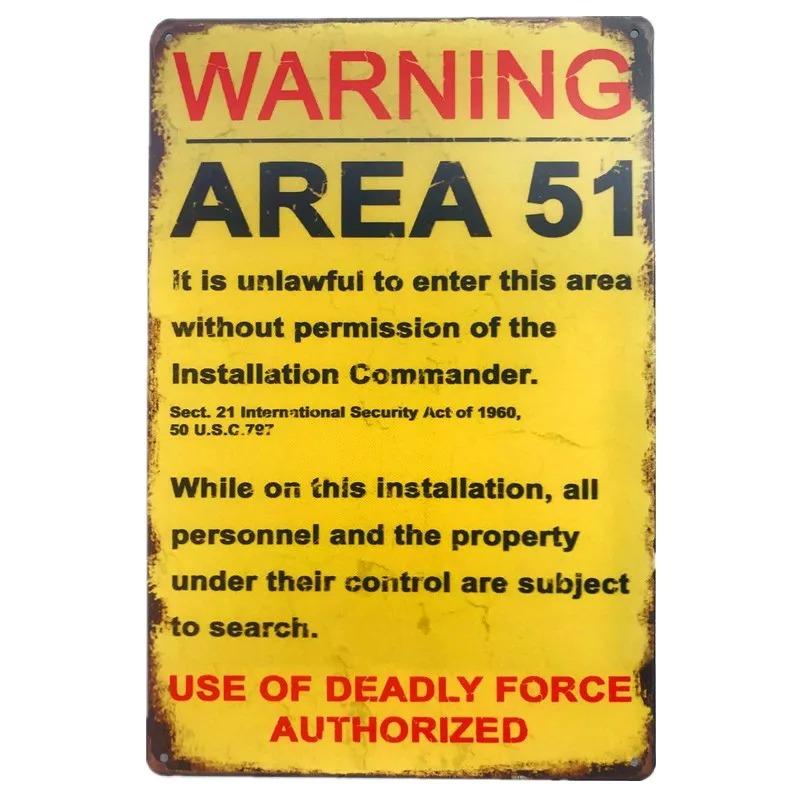 WARNING
AREA 51
It is unlawful to enter this area
without permission of the
Installation Commander.
Sect. 21 International Security Act of 1960,
50 U.S.C.797
While on this installation, all
personnel and the property
under their control are subject
to search.
USE OF DEADLY FORCE
AUTHORIZED